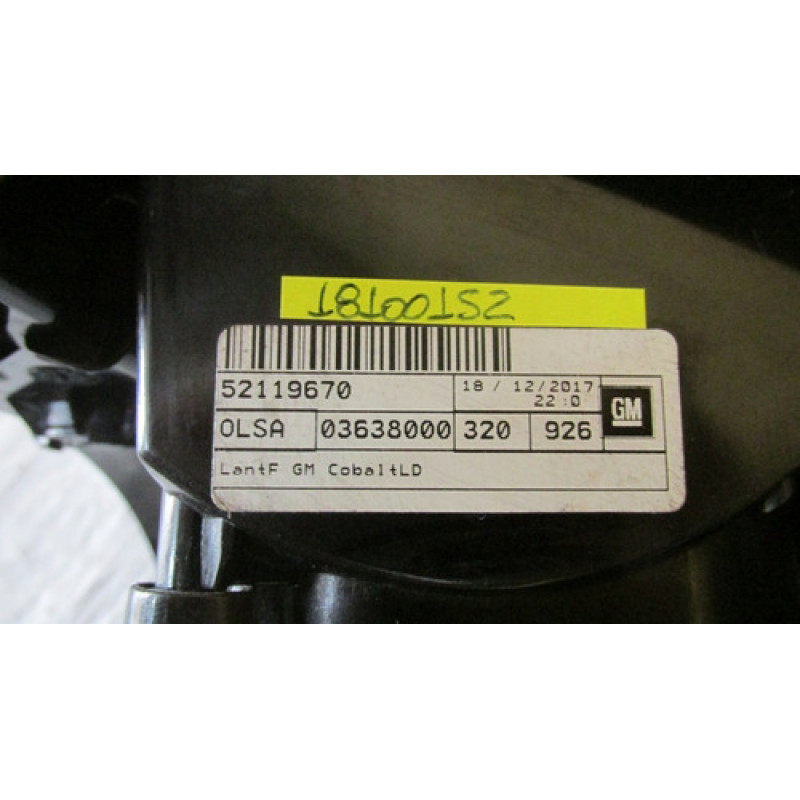 18100152
52119670
18 / 12/2017
22:0
GM
OLSA 03638000 320 926
LantF GM CobaltLD